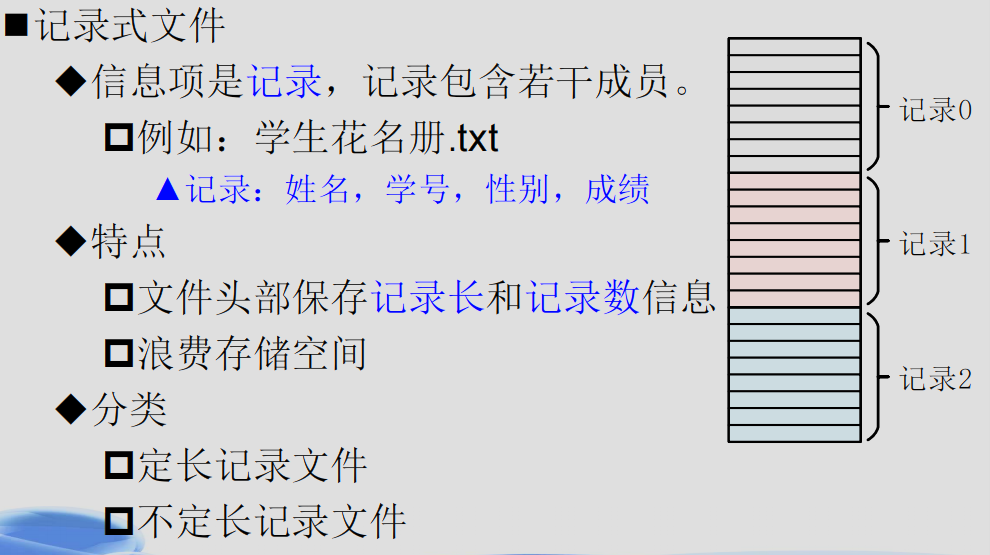 ■记录式文件
◆信息项是记录，记录包含若干成员。
例如：学生花名册.txt
▲记录：姓名，学号，性别，成绩
◆特点
文件头部保存记录长和记录数信息
浪费存储空间
◆分类
定长记录文件
不定长记录文件
记录0
记录1
记录2